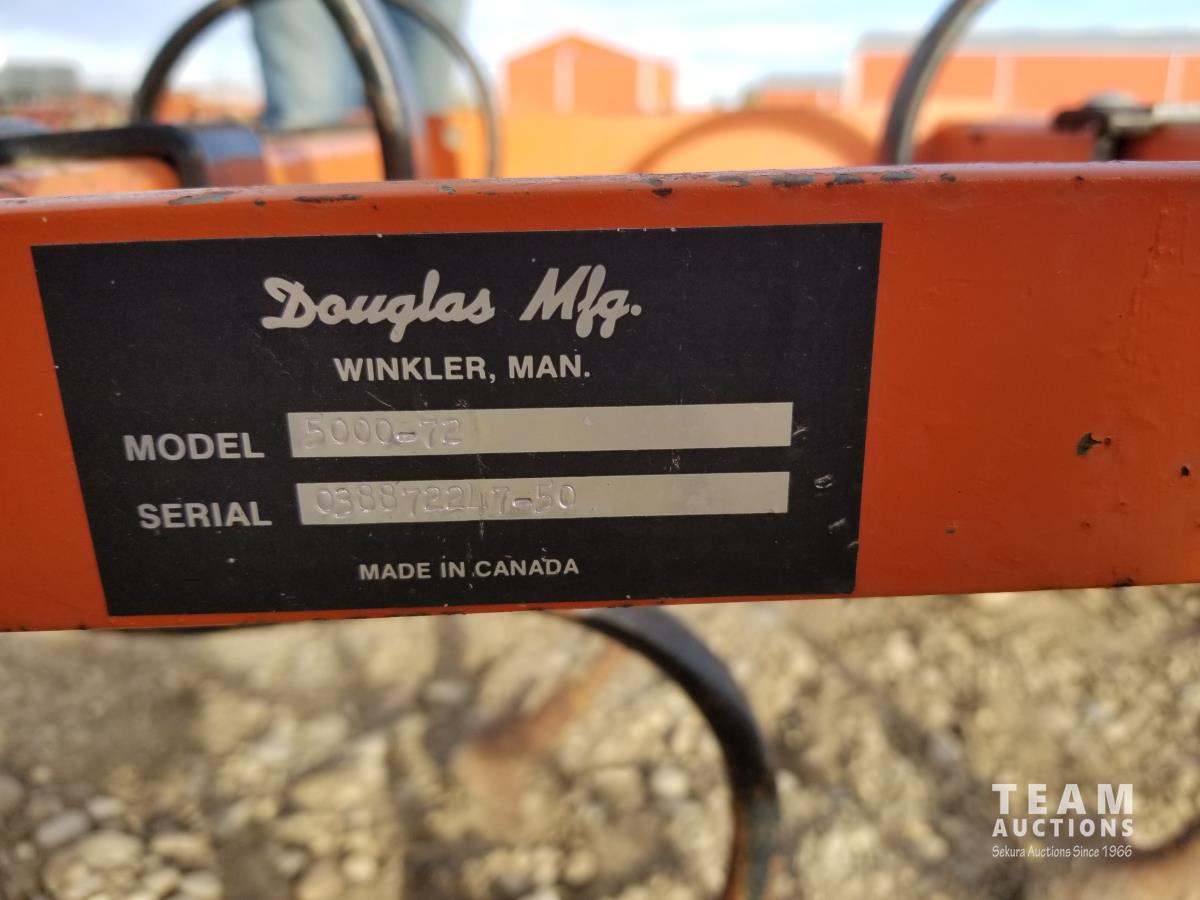 Douglas Mfg.
WINKLER, MAN.
MODEL 5000-72
SERIAL 038872247-50
MADE IN CANADA
TEAM
AUCTIONS
Sekura Auctions Since 1966